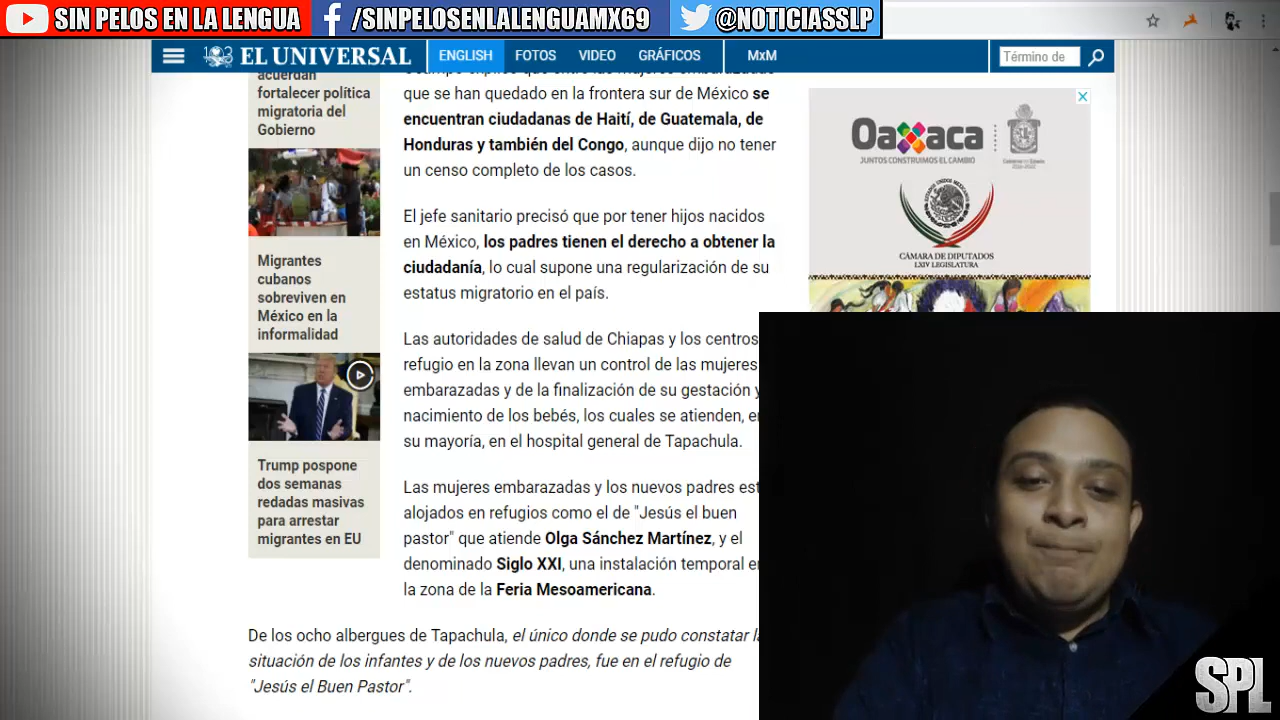 SIN PELOS EN LA LENGUA
/SINPELOSENLALENGUAMX69
@NOTICIASSLP
EL UNIVERSAL
ENGLISH
FOTOS
VIDEO
GRÁFICOS
MxM
Término de
acuerdan
fortalecer política
migratoria del
Gobierno
Migrantes
cubanos
sobreviven en
México en la
informalidad
Trump pospone
dos semanas
redadas masivas
para arrestar
migrantes en EU
que se han quedado en la frontera sur de México se
encuentran ciudadanas de Haití, de Guatemala, de
Honduras y también del Congo, aunque dijo no tener
un censo completo de los casos.
El jefe sanitario precisó que por tener hijos nacidos
en México, los padres tienen el derecho a obtener la
ciudadanía, lo cual supone una regularización de su
estatus migratorio en el país.
Las autoridades de salud de Chiapas y los centros
refugio en la zona llevan un control de las mujeres
embarazadas y de la finalización de su gestación y
nacimiento de los bebés, los cuales se atienden, en
su mayoría, en el hospital general de Tapachula.
Las mujeres embarazadas y los nuevos padres est
alojados en refugios como el de "Jesús el buen
pastor" que atiende Olga Sánchez Martínez, y el
denominado Siglo XXI, una instalación temporal en
la zona de la Feria Mesoamericana.
De los ocho albergues de Tapachula, el único donde se pudo constatar la
situación de los infantes y de los nuevos padres, fue en el refugio de
"Jesús el Buen Pastor".
Oaxaca
JUNTOS CONSTRUIMOS EL CAMBIO
CÁMARA DE DIPUTADOS
LXIV LEGISLATURA
SPL